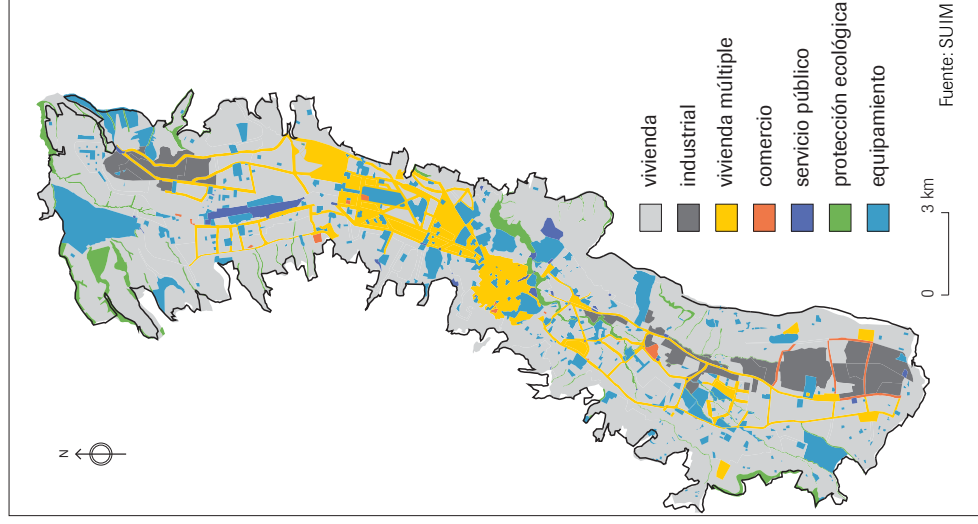 N
vivienda
industrial
vivienda múltiple
comercio
servicio público
protección ecológica
equipamiento
0 3 km
Fuente: SUIM